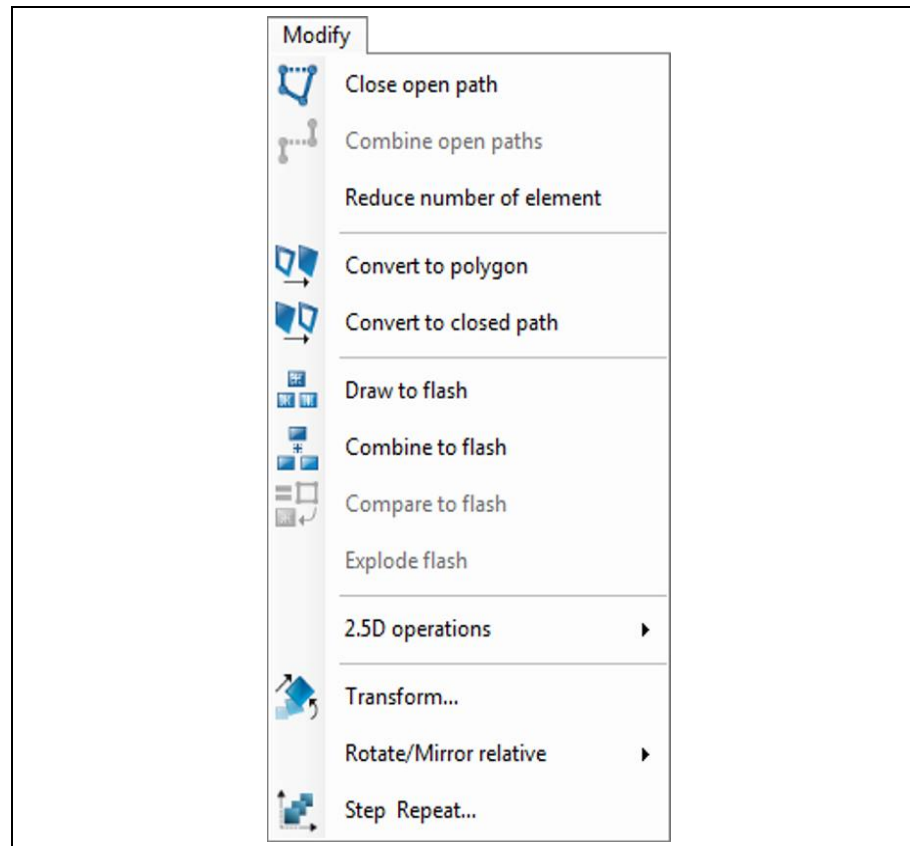 Modify
Close open path
Combine open paths
Reduce number of element
Convert to polygon
Convert to closed path
Draw to flash
Combine to flash
Compare to flash
Explode flash
2.5D operations
Transform...
Rotate/Mirror relative
Step Repeat...